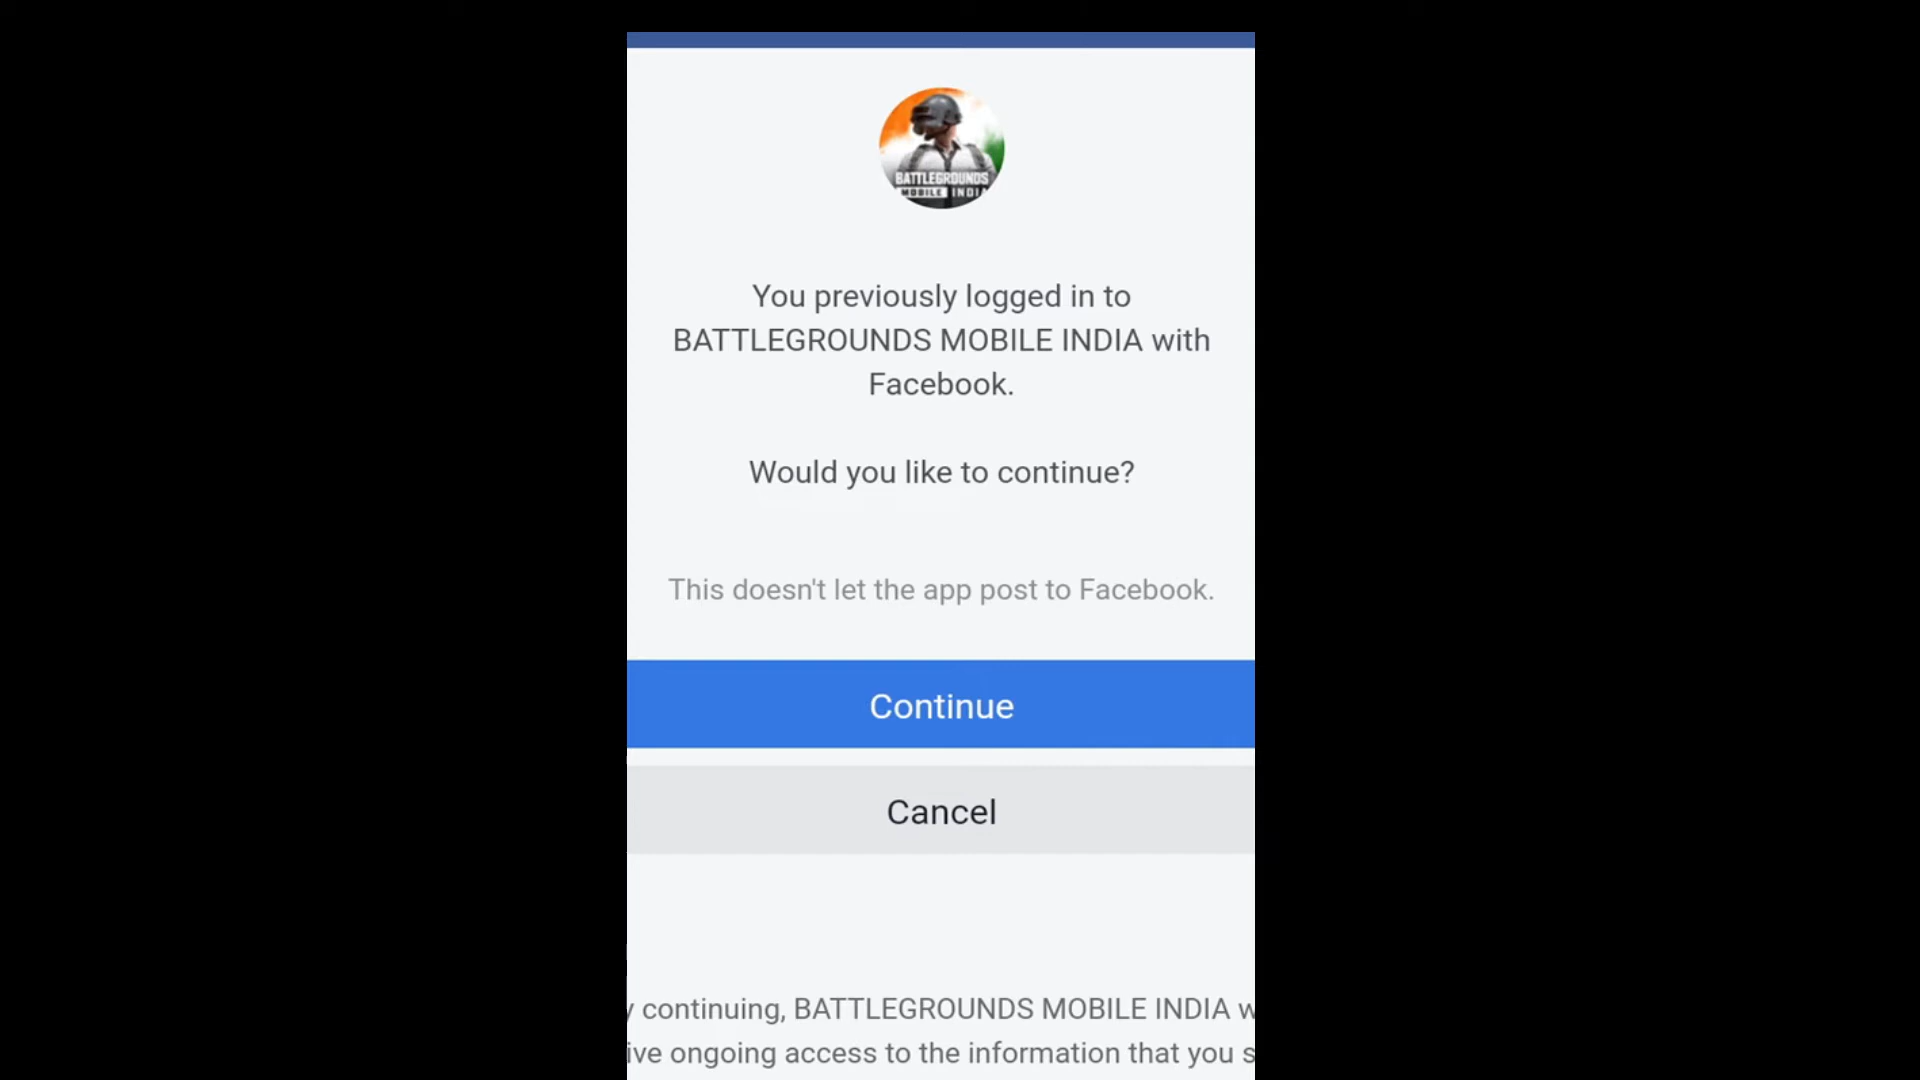 BATTLEGROUNDS
MOBILE INDIA
You previously logged in to
BATTLEGROUNDS MOBILE INDIA with
Facebook.
Would you like to continue?
This doesn't let the app post to Facebook.
Continue
Cancel
continuing, BATTLEGROUNDS MOBILE INDIA
ongoing access to the information that you